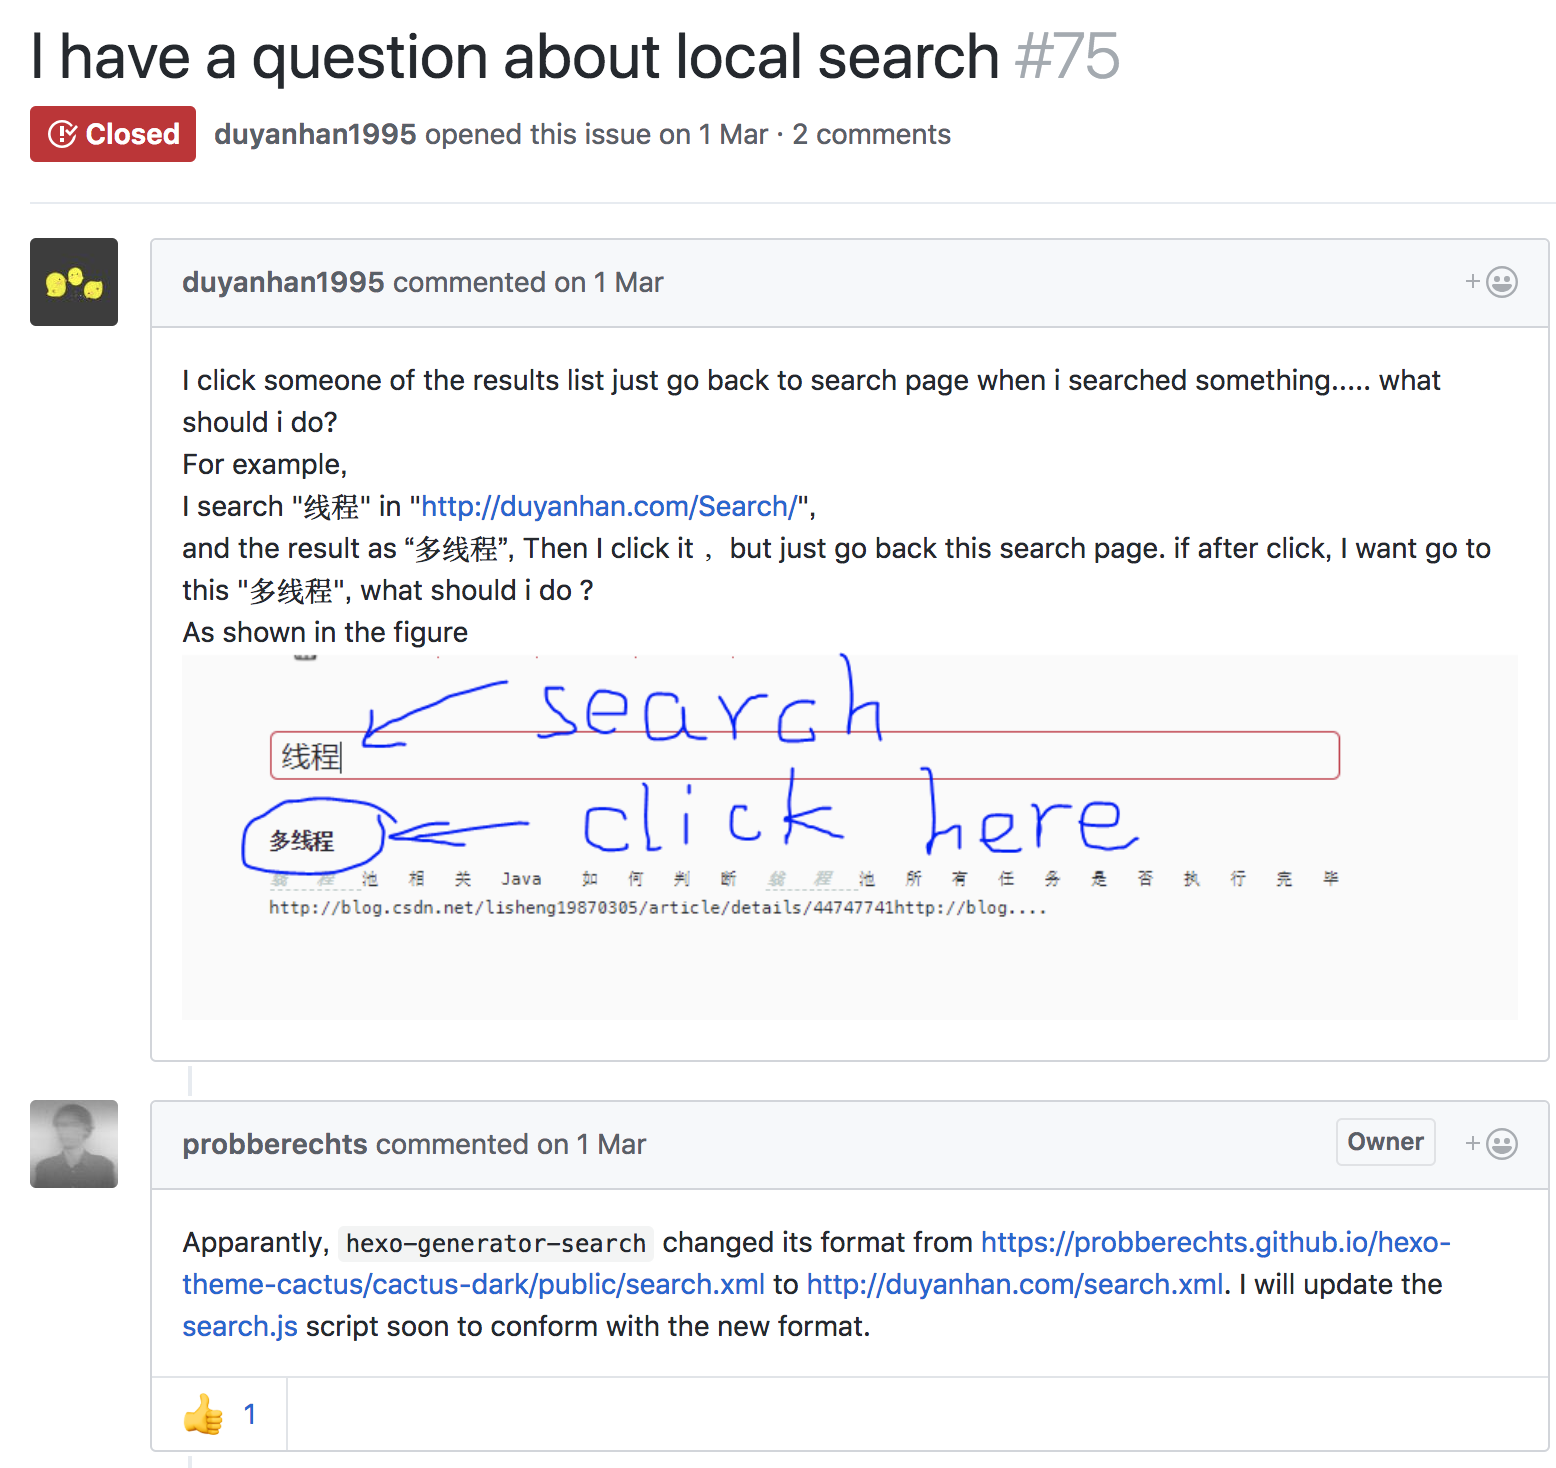 I have a question about local search #75
Closed duyanhan1995 opened this issue on 1 Mar · 2 comments
duyanhan1995 commented on 1 Mar
I click someone of the results list just go back to search page when i searched something..... what
should i do?
For example,
I search "线程" in "http://duyanhan.com/Search/",
and the result as “多线程”, Then I click it ，but just go back this search page. if after click, I want go to
this "多线程", what should i do ?
As shown in the figure
search
线程
click here
多线程
线 程 池 相 关 Java 如 何 判 断 线 程 池 所 有 任 务 是 否 执 行 完 毕
http://blog.csdn.net/lisheng19870305/article/details/44747741http://blog....
probberechts commented on 1 Mar Owner
Apparantly, hexo-generator-search changed its format from https://probberechts.github.io/hexo-
theme-cactus/cactus-dark/public/search.xml to http://duyanhan.com/search.xml. I will update the
search.js script soon to conform with the new format.
1